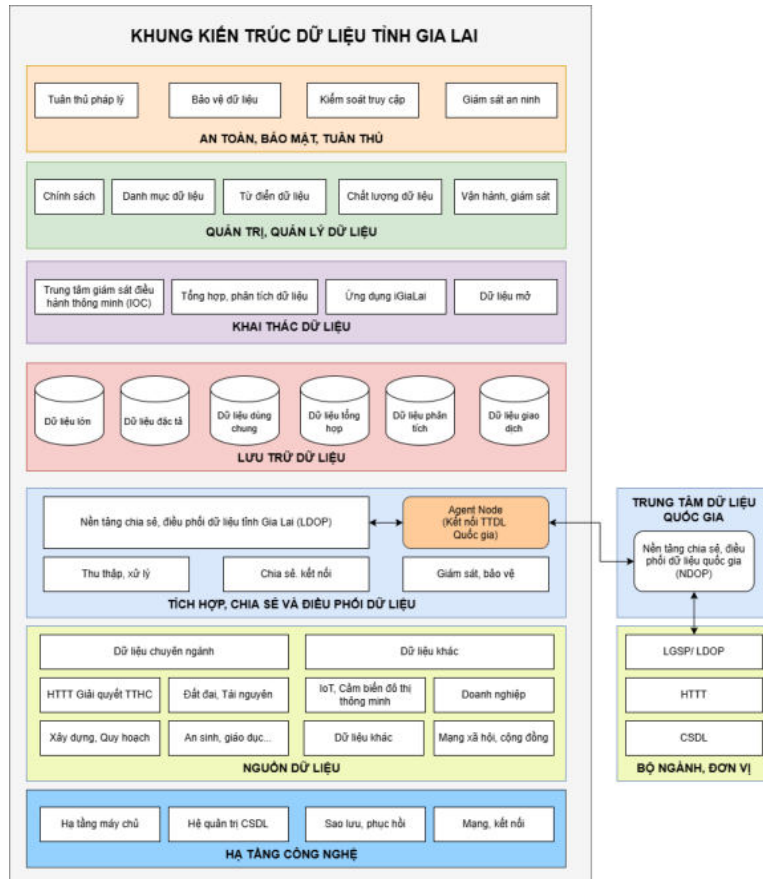 KHUNG KIẾN TRÚC DỮ LIỆU TỈNH GIA LAI
Tuân thủ pháp lý
Bảo vệ dữ liệu
Kiểm soát truy cập
Giám sát an ninh
AN TOÀN, BẢO MẬT, TUÂN THỦ
Chính sách
Danh mục dữ liệu
Từ điển dữ liệu
Chất lượng dữ liệu
Vận hành, giám sát
QUẢN TRỊ, QUẢN LÝ DỮ LIỆU
Trung tâm giám sát điều
hành thông minh (IOC)
Tổng hợp, phân tích dữ liệu
Ứng dụng iGiaLai
Dữ liệu mở
KHAI THÁC DỮ LIỆU
Dữ liệu lớn
Dữ liệu đặc tả
Dữ liệu dùng
chung
Dữ liệu tổng
hợp
Dữ liệu phân
tích
Dữ liệu giao
dịch
LƯU TRỮ DỮ LIỆU
Nền tảng chia sẻ, điều phối dữ liệu tỉnh Gia Lai (LDOP)
Agent Node
(Kết nối TTDL
Quốc gia)
Thu thập, xử lý
Chia sẻ. kết nối
Giám sát, bảo vệ
TÍCH HỢP, CHIA SẺ VÀ ĐIỀU PHỐI DỮ LIỆU
TRUNG TÂM DỮ LIỆU
QUỐC GIA
Nền tảng chia sẻ, điều
phối dữ liệu quốc gia
(NDOP)
Dữ liệu chuyên ngành
Dữ liệu khác
HTTT Giải quyết TTHC
Đất đai, Tài nguyên
IoT, Cảm biến đô thị
thông minh
Doanh nghiệp
Xây dựng, Quy hoạch
An sinh, giáo dục...
Dữ liệu khác
Mạng xã hội, cộng đồng
NGUỒN DỮ LIỆU
LGSP/ LDOP
HTTT
CSDL
BỘ NGÀNH, ĐƠN VỊ
Hạ tầng máy chủ
Hệ quản trị CSDL
Sao lưu, phục hồi
Mạng, kết nối
HẠ TẦNG CÔNG NGHỆ